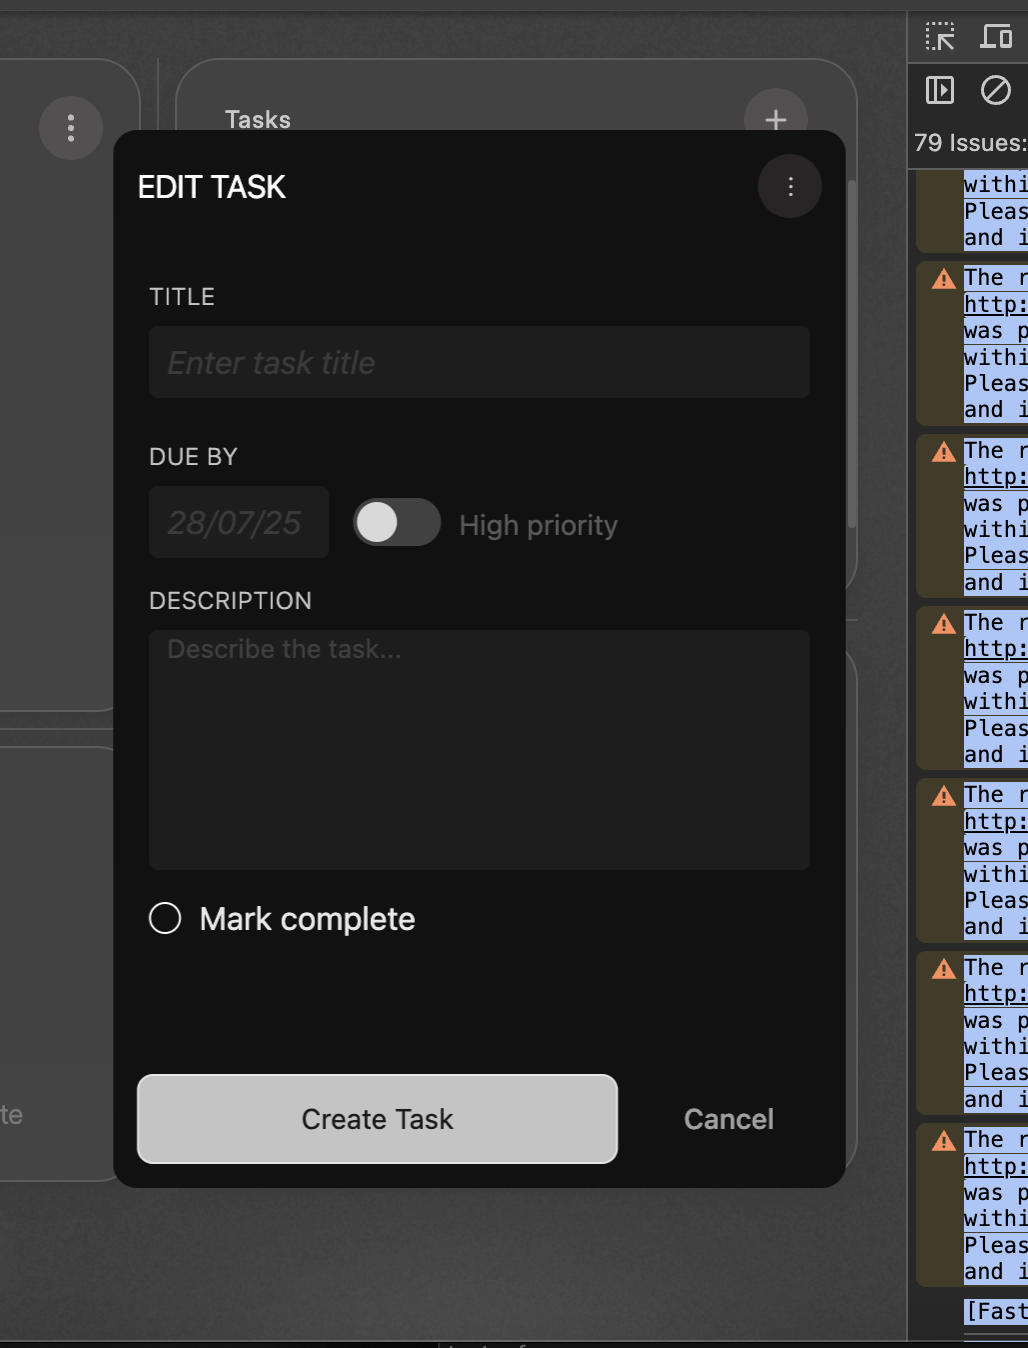 Tasks
+
EDIT TASK
TITLE
Enter task title
DUE BY
28/07/25
High priority
DESCRIPTION
Describe the task...
Mark complete
Create Task
Cancel
te
79 Issues:
withi
Pleas
and i
The r
http:
was p
withi
Pleas
and i
The r
http:
was p
withi
Pleas
and i
The r
http:
was p
withi
Pleas
and i
The r
http:
was p
withi
Pleas
and i
The r
http:
was p
withi
Pleas
and i
The r
http:
was p
withi
Pleas
and i
[Fast